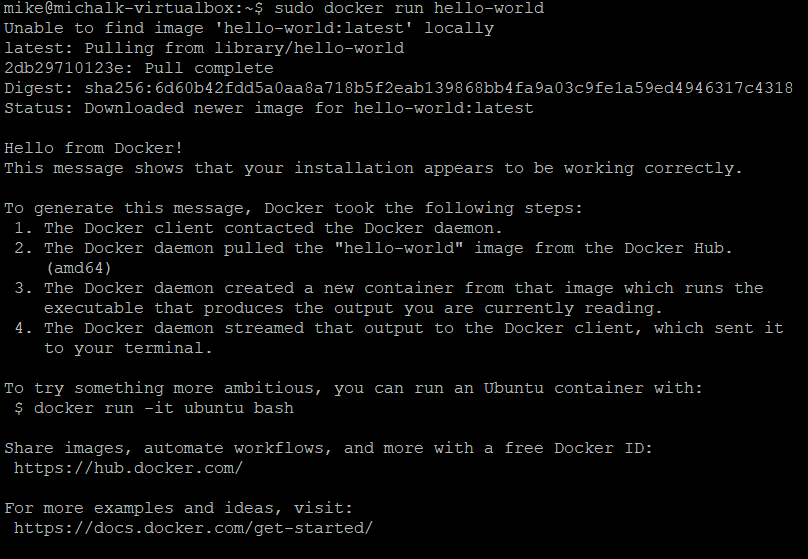 mike@michalk-virtualbox:~$ sudo docker run hello-world
Unable to find image 'hello-world:latest' locally
latest: Pulling from library/hello-world
2db29710123e: Pull complete
Digest: sha256:6d60b42fdd5a0aa8a718b5f2eab139868bb4fa9a03c9fe1a59ed4946317c4318
Status: Downloaded newer image for hello-world:latest

Hello from Docker!
This message shows that your installation appears to be working correctly.

To generate this message, Docker took the following steps:
 1. The Docker client contacted the Docker daemon.
 2. The Docker daemon pulled the "hello-world" image from the Docker Hub.
    (amd64)
 3. The Docker daemon created a new container from that image which runs the
    executable that produces the output you are currently reading.
 4. The Docker daemon streamed that output to the Docker client, which sent it
    to your terminal.

To try something more ambitious, you can run an Ubuntu container with:
 $ docker run -it ubuntu bash

Share images, automate workflows, and more with a free Docker ID:
 https://hub.docker.com/

For more examples and ideas, visit:
 https://docs.docker.com/get-started/